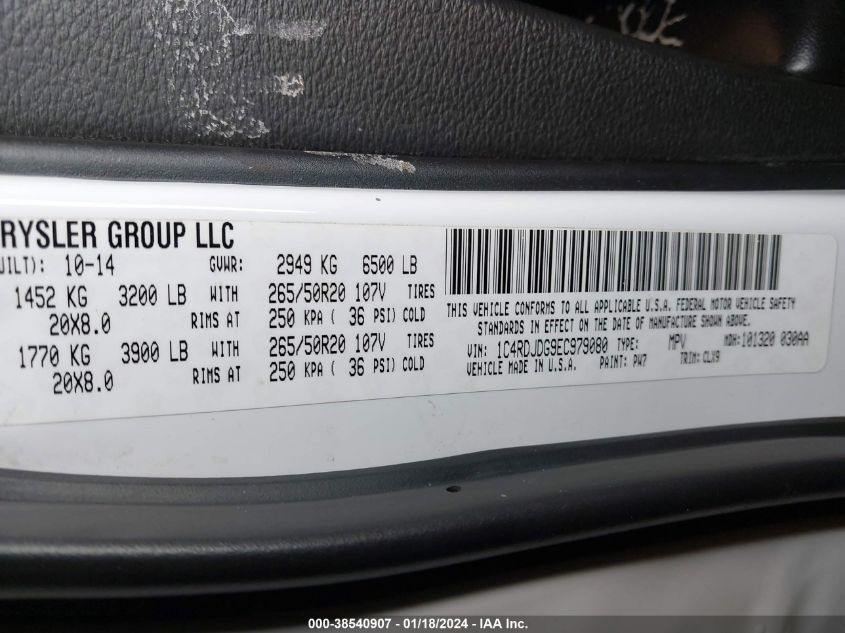 RYSLER GROUP LLC
UILT): 10-14 GVWR: 2949 KG 6500 LB
1452 KG 3200 LB WITH 265/50R20 107V TIRES
20X8.0 RIMS AT 250 KPA ( 36 PSI) COLD
1770 KG 3900 LB WITH 265/50R20 107V TIRES
20X8.0 RIMS AT 250 KPA ( 36 PSI) COLD
THIS VEHICLE CONFORMS TO ALL APPLICABLE U.S.A. FEDERAL MOTOR VEHICLE SAFETY
STANDARDS IN EFFECT ON THE DATE OF MANUFACTURE SHOWN ABOVE.
VIN: 1C4RDJDG9EC979080 TYPE: MPV MDH: 101320 030AA
VEHICLE MADE IN U.S.A. PAINT: PW7 TRIM: CLX9
000-38540907 - 01/18/2024 - IAA Inc.